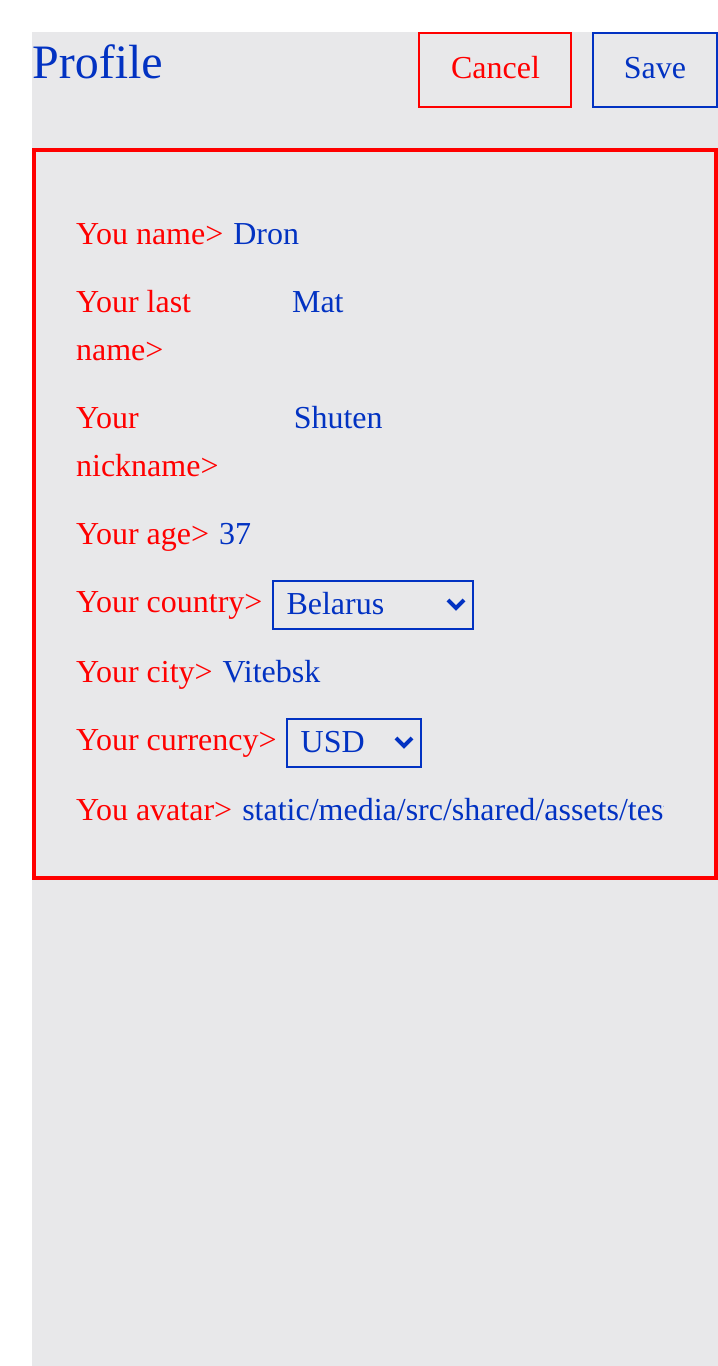 Profile Cancel Save
You name> Dron
Your last Mat
name>
Your Shuten
nickname>
Your age> 37
Your country> Belarus
Your city> Vitebsk
Your currency> USD
You avatar> static/media/src/shared/assets/tes